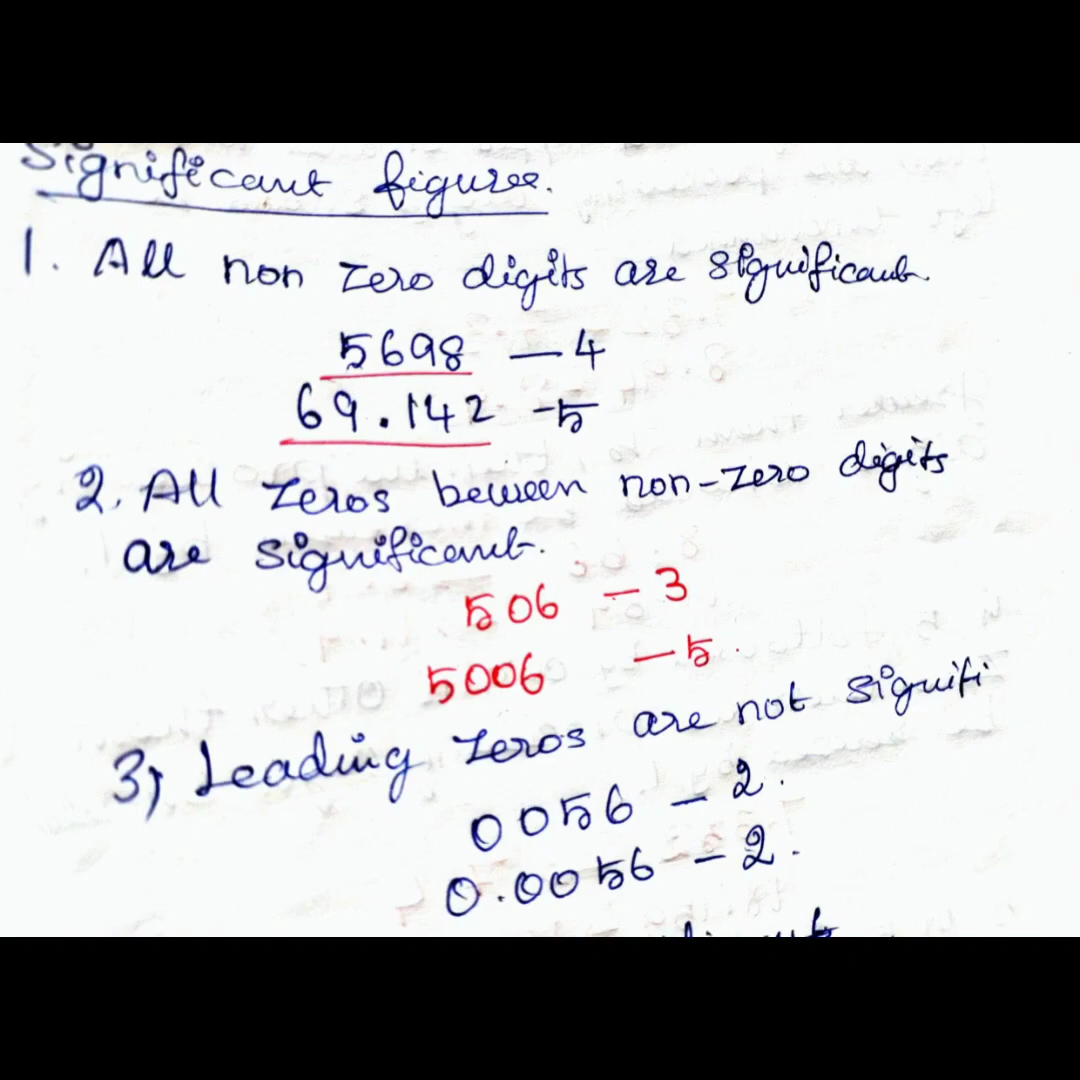 Significant figures.
1. All non zero digits are significant
5698 – 4
69.142 – 5
2. All zeros beween non-zero digits
are significant.
506 – 3
5006 – 5.
3) Leading zeros are not signifi
0056 – 2.
0.0056 – 2.